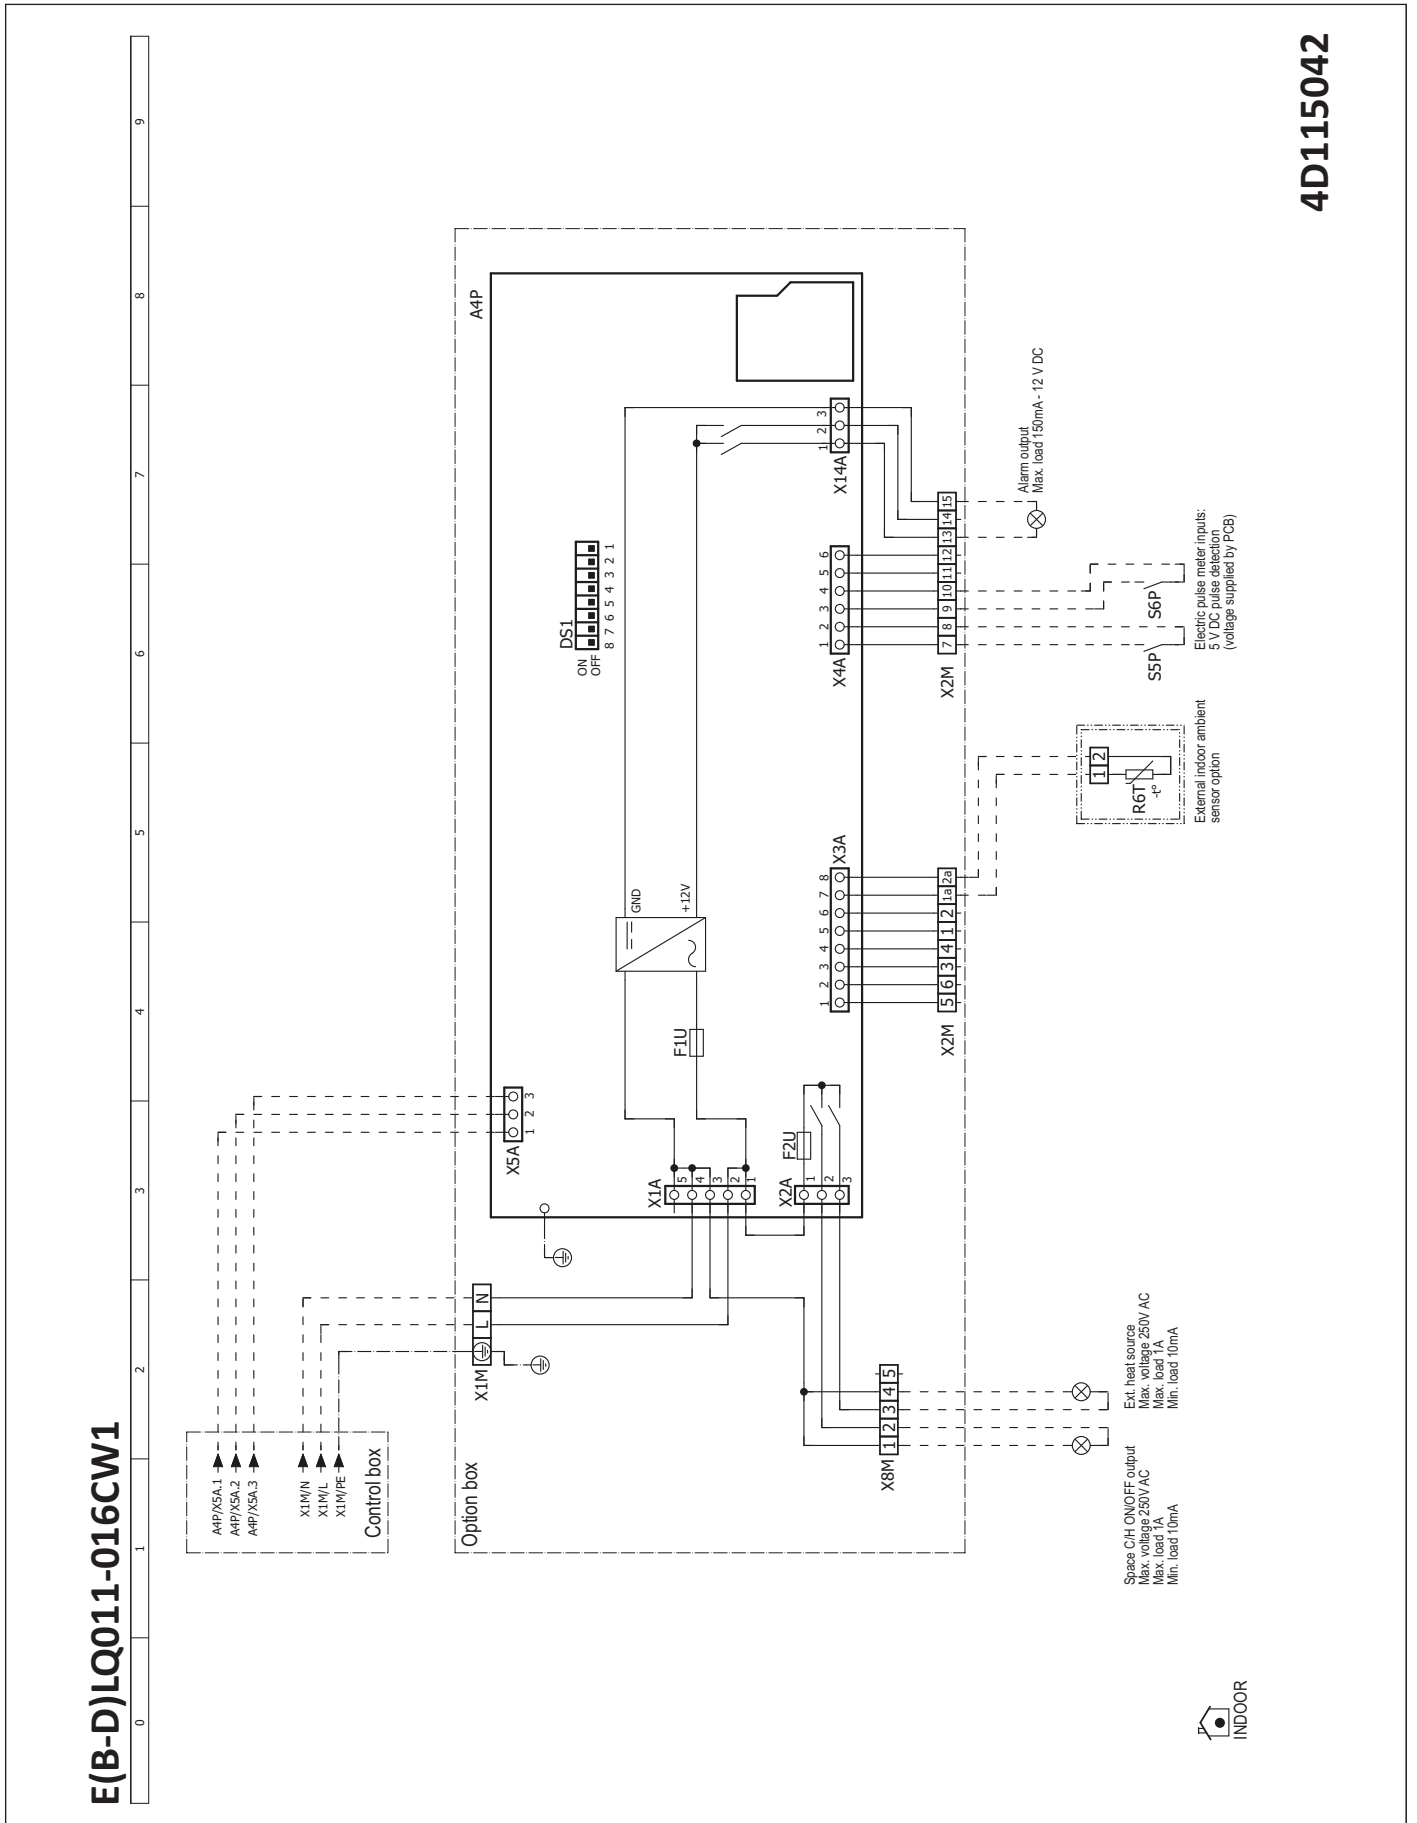 E(B-D)LQ011-016CW1
0 1 2 3 4 5 6 7 8 9
A4P/X5A.1
A4P/X5A.2
A4P/X5A.3
X1M/N
X1M/L
X1M/PE
Control box
Option box
X1M
L N
X5A
1 2 3
A4P
DS1
ON
OFF
8 7 6 5 4 3 2 1
GND
+12V
F1U
X1A
5
4
3
2
1
F2U
X2A
1
2
3
X3A
1 2 3 4 5 6 7 8
X4A
1 2 3 4 5 6
X14A
1 2 3
X8M
1 2 3 4 5
X2M
5 6 3 4 1 2 1a 2a
X2M
7 8 9 10 11 12 13 14 15
Alarm output
Max. load 150mA - 12 V DC
R6T
-t°
1 2
External indoor ambient
sensor option
S5P
S6P
Electric pulse meter inputs:
5 V DC pulse detection
(voltage supplied by PCB)
Space C/H ON/OFF output
Max. voltage 250V AC
Max. load 1A
Min. load 10mA
Ext. heat source
Max. voltage 250V AC
Max. load 1A
Min. load 10mA
INDOOR
4D115042